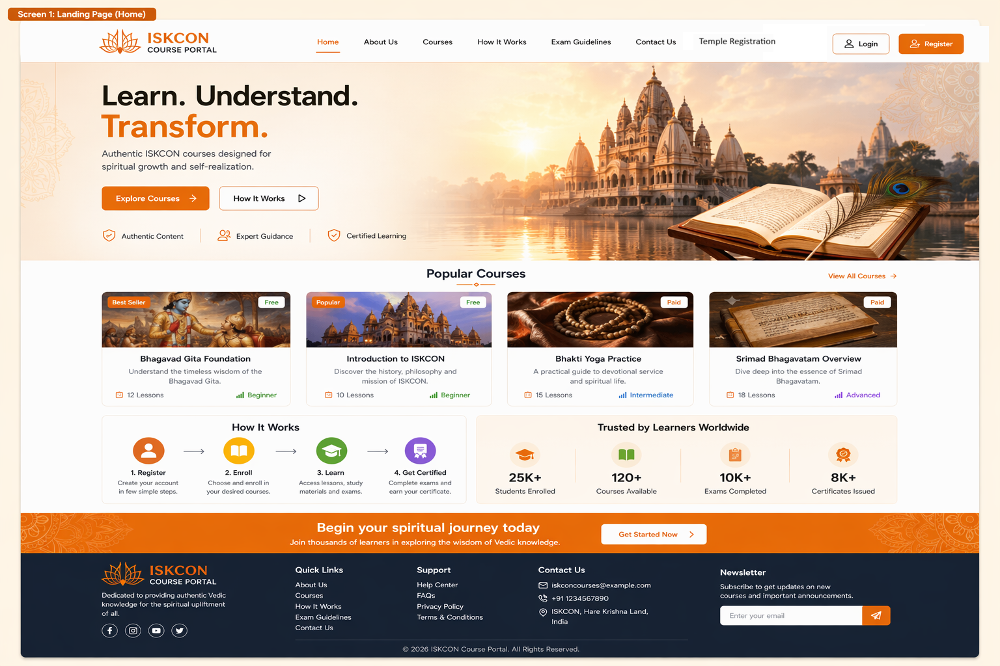 Screen 1: Landing Page (Home)
ISKCON
COURSE PORTAL
Home
About Us
Courses
How It Works
Exam Guidelines
Contact Us
Temple Registration
Login
Register
Learn. Understand.
Transform.
Authentic ISKCON courses designed for
spiritual growth and self-realization.
Explore Courses
How It Works
Authentic Content
Expert Guidance
Certified Learning
Popular Courses
View All Courses
Best Seller
Free
Bhagavad Gita Foundation
Understand the timeless wisdom of the
Bhagavad Gita.
12 Lessons
Beginner
Popular
Free
Introduction to ISKCON
Discover the history, philosophy and
mission of ISKCON.
10 Lessons
Beginner
Paid
Bhakti Yoga Practice
A practical guide to devotional service
and spiritual life.
15 Lessons
Intermediate
Paid
Srimad Bhagavatam Overview
Dive deep into the essence of Srimad
Bhagavatam.
18 Lessons
Advanced
How It Works
1. Register
Create your account
in few simple steps.
2. Enroll
Choose and enroll in
your desired courses.
3. Learn
Access lessons, study
materials and exams.
4. Get Certified
Complete exams and
earn your certificate.
Trusted by Learners Worldwide
25K+
Students Enrolled
120+
Courses Available
10K+
Exams Completed
8K+
Certificates Issued
Begin your spiritual journey today
Join thousands of learners in exploring the wisdom of Vedic knowledge.
Get Started Now
ISKCON
COURSE PORTAL
Dedicated to providing authentic Vedic
knowledge for the spiritual upliftment
of all.
Quick Links
About Us
Courses
How It Works
Exam Guidelines
Contact Us
Support
Help Center
FAQs
Privacy Policy
Terms & Conditions
Contact Us
iskconcourses@example.com
+91 1234567890
ISKCON, Hare Krishna Land,
India
Newsletter
Subscribe to get updates on new
courses and important announcements.
Enter your email
© 2026 ISKCON Course Portal. All Rights Reserved.